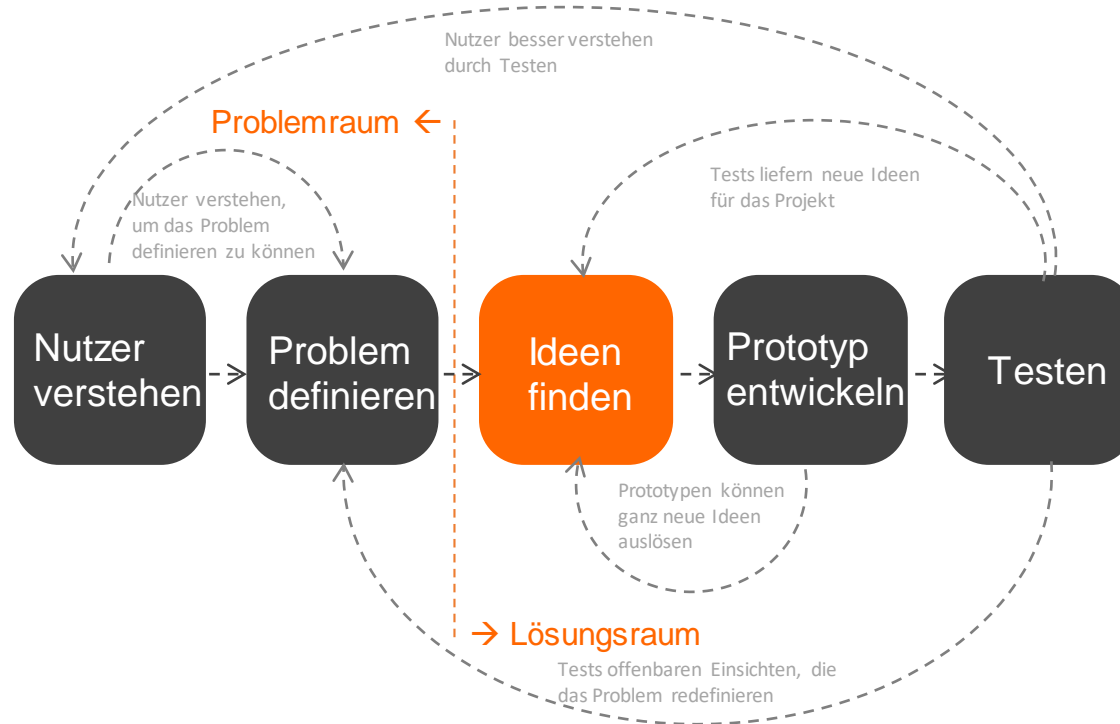 Nutzer besser verstehen
durch Testen
Problemraum ←
Nutzer verstehen,
um das Problem
definieren zu können
Tests liefern neue Ideen
für das Projekt
Nutzer
verstehen
Problem
definieren
Ideen
finden
Prototyp
entwickeln
Testen
Prototypen können
ganz neue Ideen
auslösen
→ Lösungsraum
Tests offenbaren Einsichten, die
das Problem redefinieren